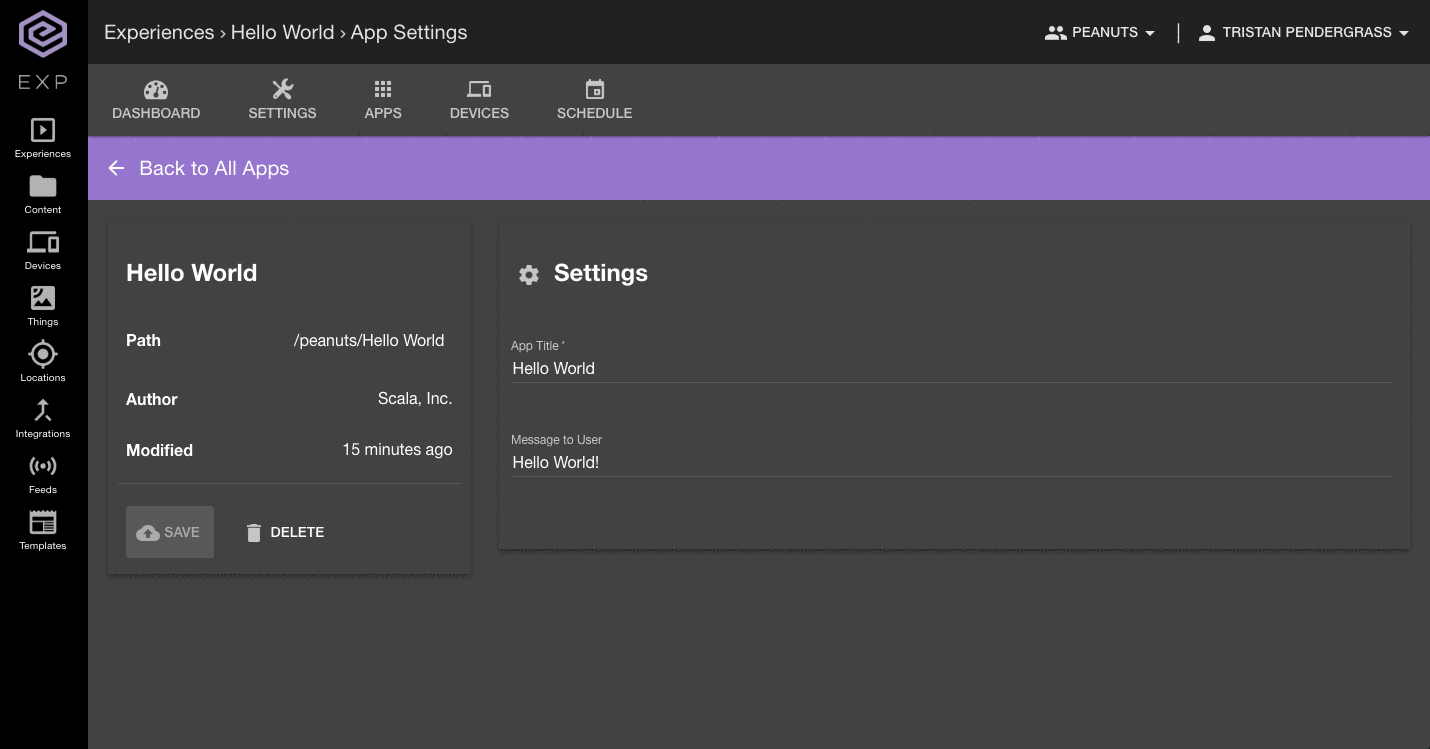 Experiences › Hello World › App Settings
PEANUTS
TRISTAN PENDERGRASS
EXP
DASHBOARD
SETTINGS
APPS
DEVICES
SCHEDULE
Experiences
Content
Devices
Things
Locations
Integrations
Feeds
Templates
Back to All Apps
Hello World
Path
/peanuts/Hello World
Author
Scala, Inc.
Modified
15 minutes ago
SAVE
DELETE
Settings
App Title *
Hello World
Message to User
Hello World!